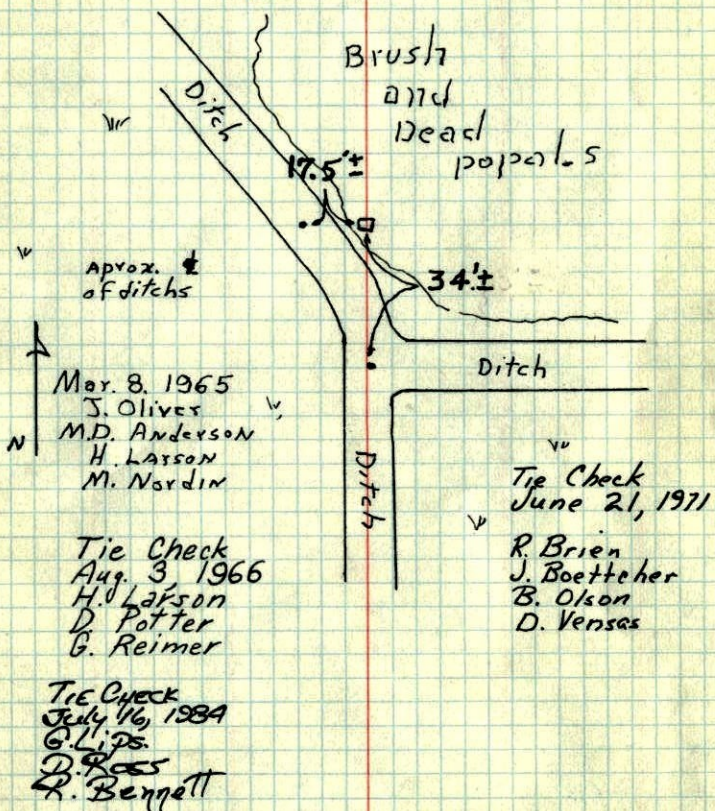 Brush
and
Dead
popals
Ditch
17.5'±
Aprox. ℄
of ditchs
34'±
Ditch
Ditch
N
Mar. 8. 1965
J. Oliver
M.D. Anderson
H. Larson
M. Nordin
Tie Check
June 21, 1971
R. Brien
J. Boettcher
B. Olson
D. Vensas
Tie Check
Aug. 3, 1966
H. Larson
D. Potter
G. Reimer
Tie Check
July 16, 1984
G. Lips.
D. Ross
R. Bennett